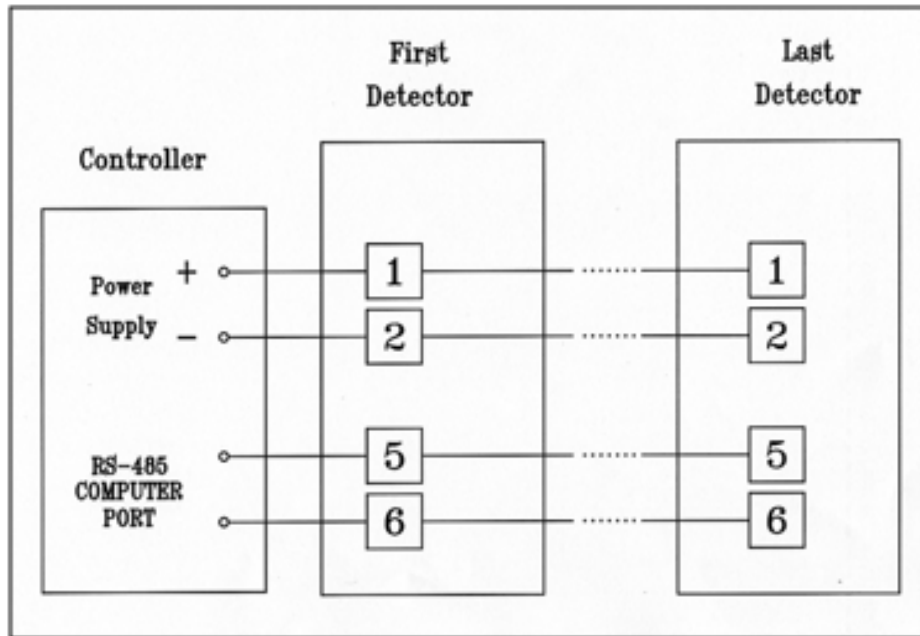 First
Detector
Last
Detector
Controller
Power
Supply
+
−
RS-485
COMPUTER
PORT
1
2
5
6
1
2
5
6